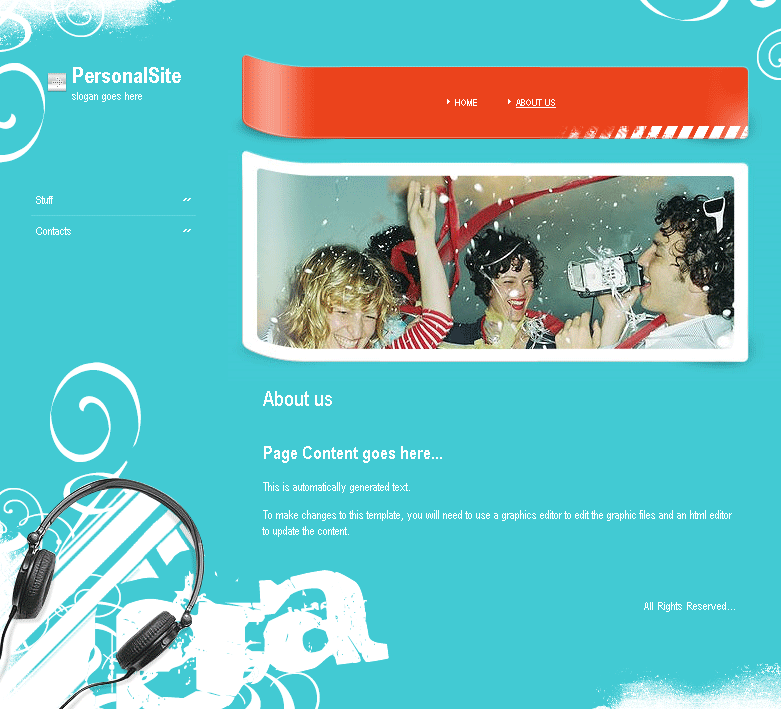 PersonalSite
slogan goes here
HOME
ABOUT US
Stuff
Contacts
About us
Page Content goes here...
This is automatically generated text.
To make changes to this template, you will need to use a graphics editor to edit the graphic files and an html editor
to update the content.
All Rights Reserved...